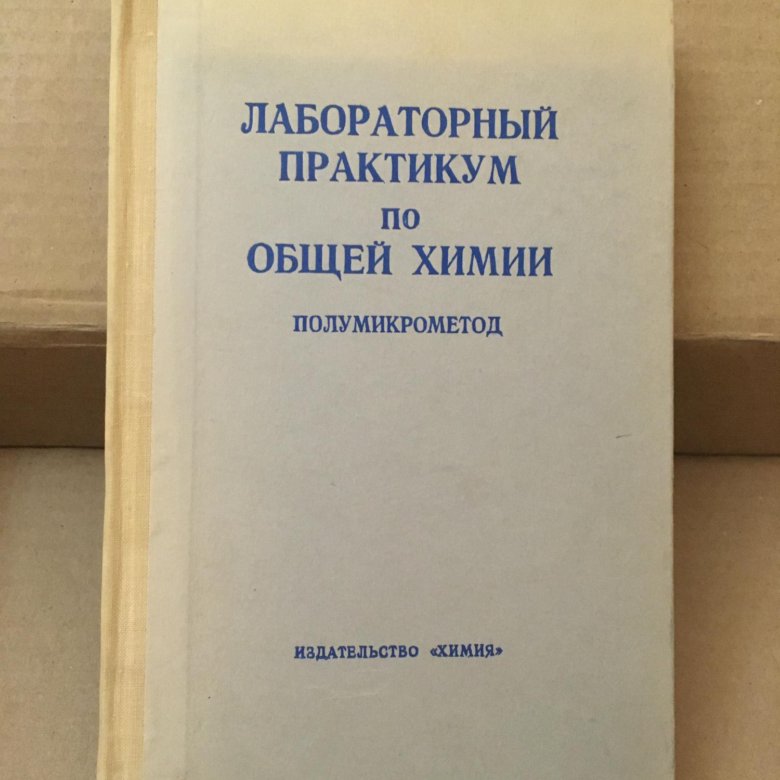 ЛАБОРАТОРНЫЙ
ПРАКТИКУМ
ПО
ОБЩЕЙ ХИМИИ
ПОЛУМИКРОМЕТОД
ИЗДАТЕЛЬСТВО «ХИМИЯ»